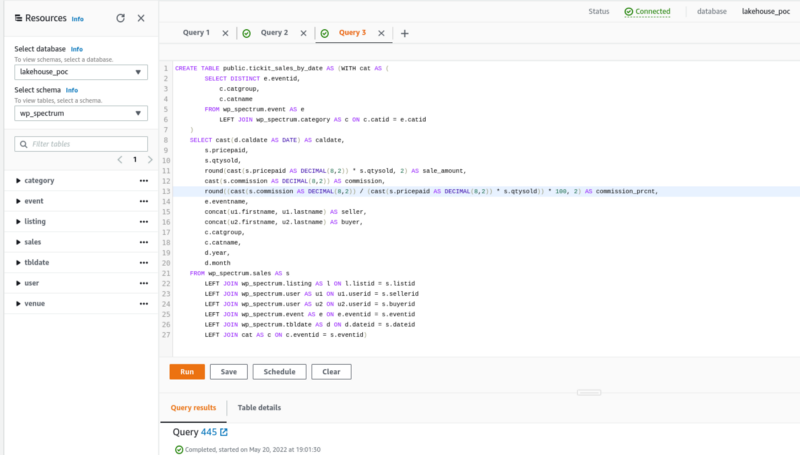 Status
Connected
database
lakehouse_poc
Resources Info
Select database Info
To view schemas, select a database.
lakehouse_poc
Select schema Info
To view tables, select a schema.
wp_spectrum
Filter tables
1
category
event
listing
sales
tbldate
user
venue
Query 1
Query 2
Query 3
1 CREATE TABLE public.tickit_sales_by_date AS (WITH cat AS (
2 SELECT DISTINCT e.eventid,
3 c.catgroup,
4 c.catname
5 FROM wp_spectrum.event AS e
6 LEFT JOIN wp_spectrum.category AS c ON c.catid = e.catid
7 )
8 SELECT cast(d.caldate AS DATE) AS caldate,
9 s.pricepaid,
10 s.qtysold,
11 round(cast(s.pricepaid AS DECIMAL(8,2)) * s.qtysold, 2) AS sale_amount,
12 cast(s.commission AS DECIMAL(8,2)) AS commission,
13 round((cast(s.commission AS DECIMAL(8,2)) / (cast(s.pricepaid AS DECIMAL(8,2)) * s.qtysold)) * 100, 2) AS commission_prcnt,
14 e.eventname,
15 concat(u1.firstname, u1.lastname) AS seller,
16 concat(u2.firstname, u2.lastname) AS buyer,
17 c.catgroup,
18 c.catname,
19 d.year,
20 d.month
21 FROM wp_spectrum.sales AS s
22 LEFT JOIN wp_spectrum.listing AS l ON l.listid = s.listid
23 LEFT JOIN wp_spectrum.user AS u1 ON u1.userid = s.sellerid
24 LEFT JOIN wp_spectrum.user AS u2 ON u2.userid = s.buyerid
25 LEFT JOIN wp_spectrum.event AS e ON e.eventid = s.eventid
26 LEFT JOIN wp_spectrum.tbldate AS d ON d.dateid = s.dateid
27 LEFT JOIN cat AS c ON c.eventid = s.eventid)
Run
Save
Schedule
Clear
Query results
Table details
Query 445
Completed, started on May 20, 2022 at 19:01:30